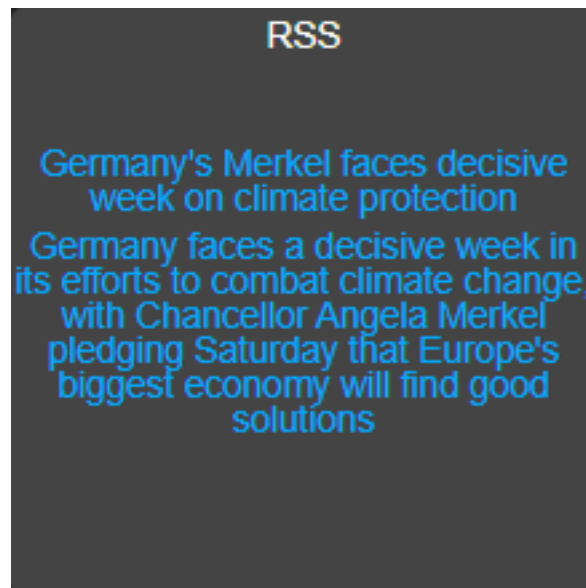 RSS
Germany's Merkel faces decisive
week on climate protection
Germany faces a decisive week in
its efforts to combat climate change,
with Chancellor Angela Merkel
pledging Saturday that Europe's
biggest economy will find good
solutions